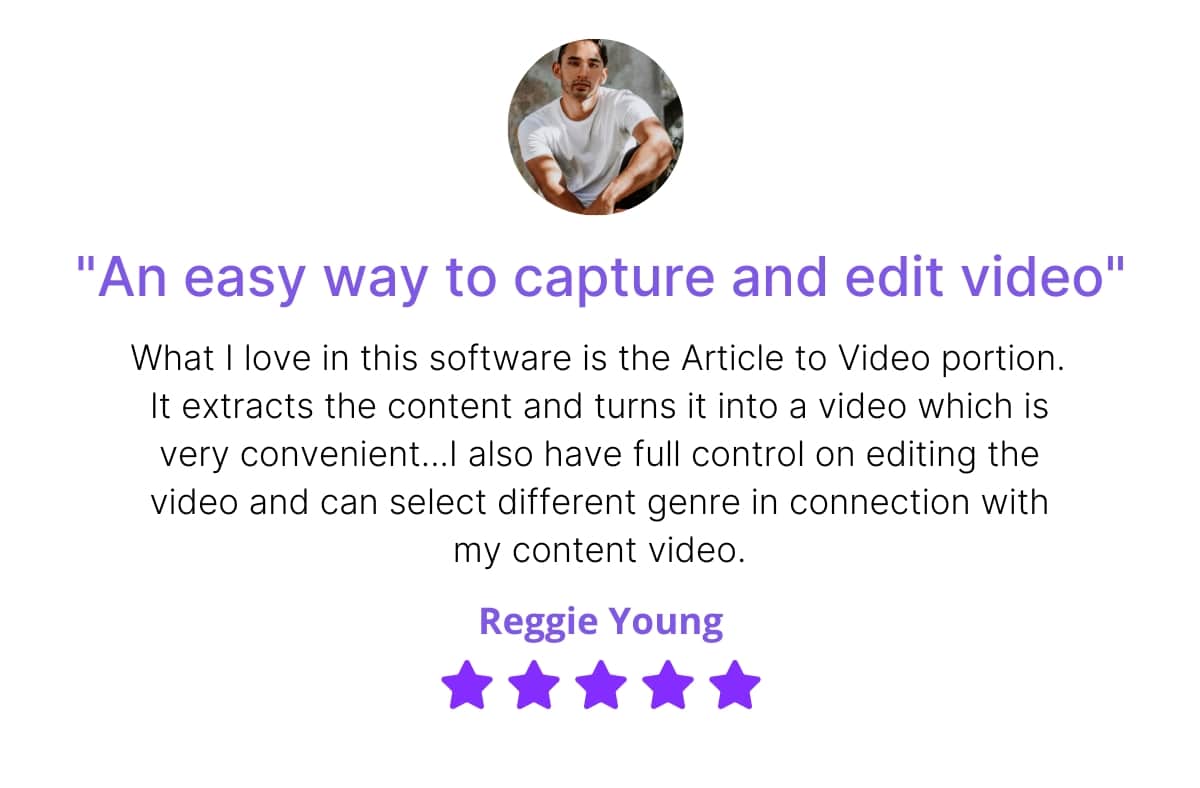 "An easy way to capture and edit video"
What I love in this software is the Article to Video portion.
It extracts the content and turns it into a video which is
very convenient...I also have full control on editing the
video and can select different genre in connection with
my content video.
Reggie Young